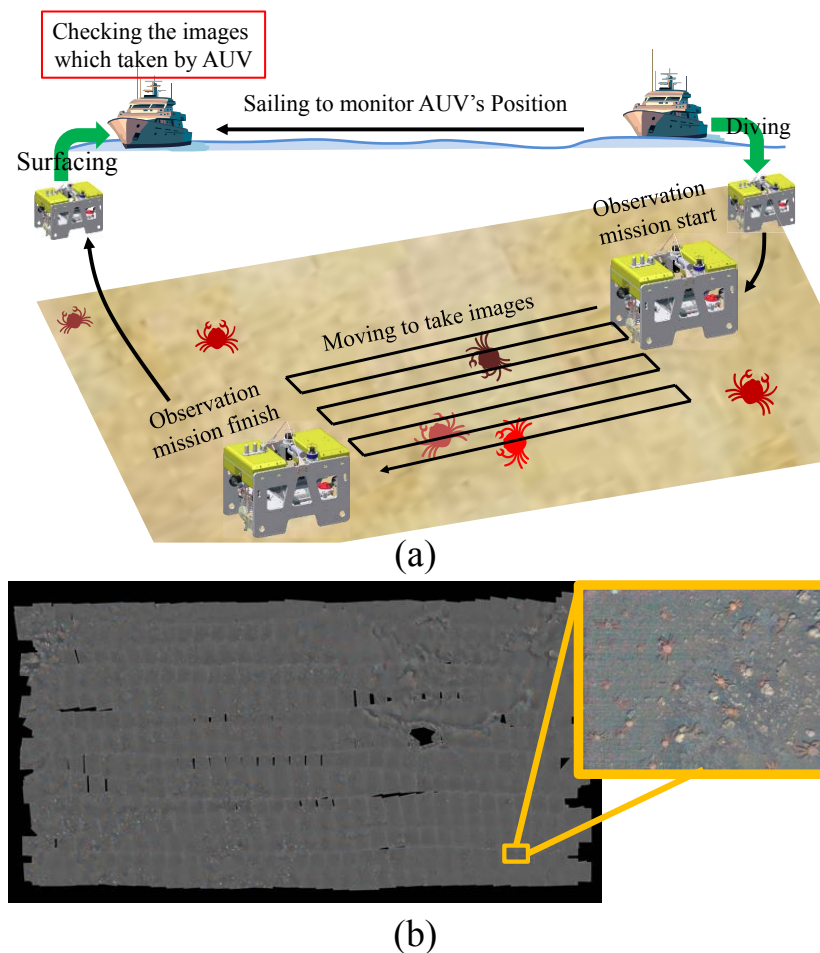 Checking the images
which taken by AUV
Sailing to monitor AUV's Position
Diving
Surfacing
Observation
mission start
Moving to take images
Observation
mission finish
(a)
(b)